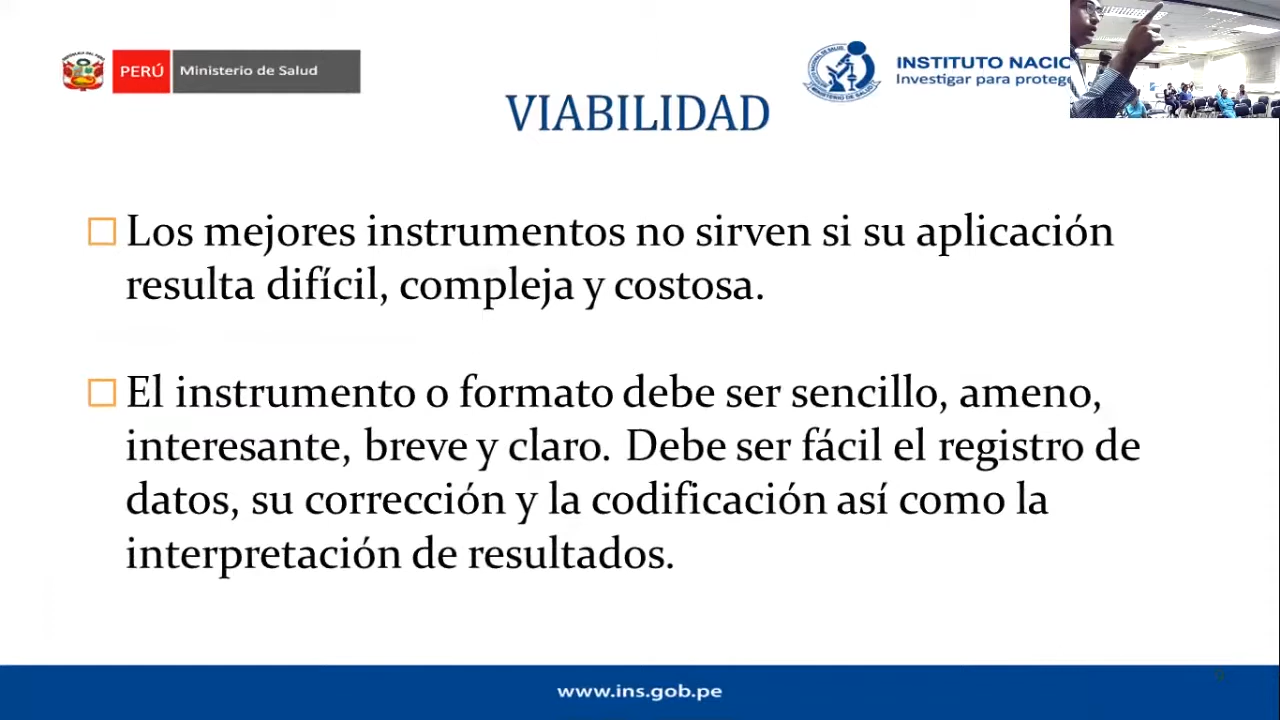 PERÚ
Ministerio de Salud
INSTITUTO NACIO
Investigar para proteg
VIABILIDAD
Los mejores instrumentos no sirven si su aplicación
resulta difícil, compleja y costosa.
El instrumento o formato debe ser sencillo, ameno,
interesante, breve y claro. Debe ser fácil el registro de
datos, su corrección y la codificación así como la
interpretación de resultados.
www.ins.gob.pe